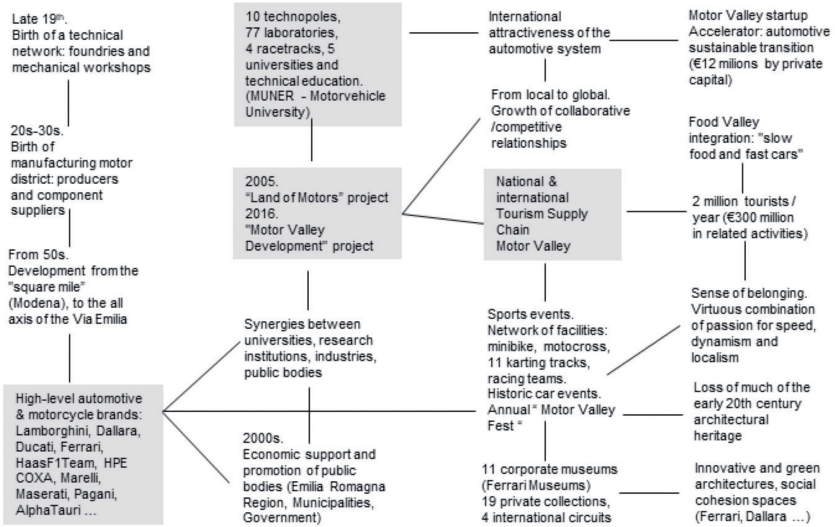 Late 19th.
Birth of a technical
network: foundries and
mechanical workshops
20s-30s.
Birth of
manufacturing motor
district: producers
and component
suppliers
From 50s.
Development from the
"square mile"
(Modena), to the all
axis of the Via Emilia
High-level automotive
& motorcycle brands:
Lamborghini, Dallara,
Ducati, Ferrari,
HaasF1Team, HPE
COXA, Marelli,
Maserati, Pagani,
AlphaTauri ...
10 technopoles,
77 laboratories,
4 racetracks, 5
universities and
technical education.
(MUNER - Motorvehicle
University)
2005.
"Land of Motors" project
2016.
"Motor Valley
Development" project
Synergies between
universities, research
institutions, industries,
public bodies
2000s.
Economic support and
promotion of public
bodies (Emilia Romagna
Region, Municipalities,
Government)
International
attractiveness of the
automotive system
From local to global.
Growth of collaborative
/competitive
relationships
National &
international
Tourism Supply
Chain
Motor Valley
Sports events.
Network of facilities:
minibike, motocross,
11 karting tracks,
racing teams.
Historic car events.
Annual " Motor Valley
Fest "
11 corporate museums
(Ferrari Museums)
19 private collections,
4 international circuits
Motor Valley startup
Accelerator: automotive
sustainable transition
(€12 milions by private
capital)
Food Valley
integration: "slow
food and fast cars"
2 million tourists /
year (€300 million
in related activities)
Sense of belonging.
Virtuous combination
of passion for speed,
dynamism and
localism
Loss of much of the
early 20th century
architectural
heritage
Innovative and green
architectures, social
cohesion spaces
(Ferrari, Dallara ...)